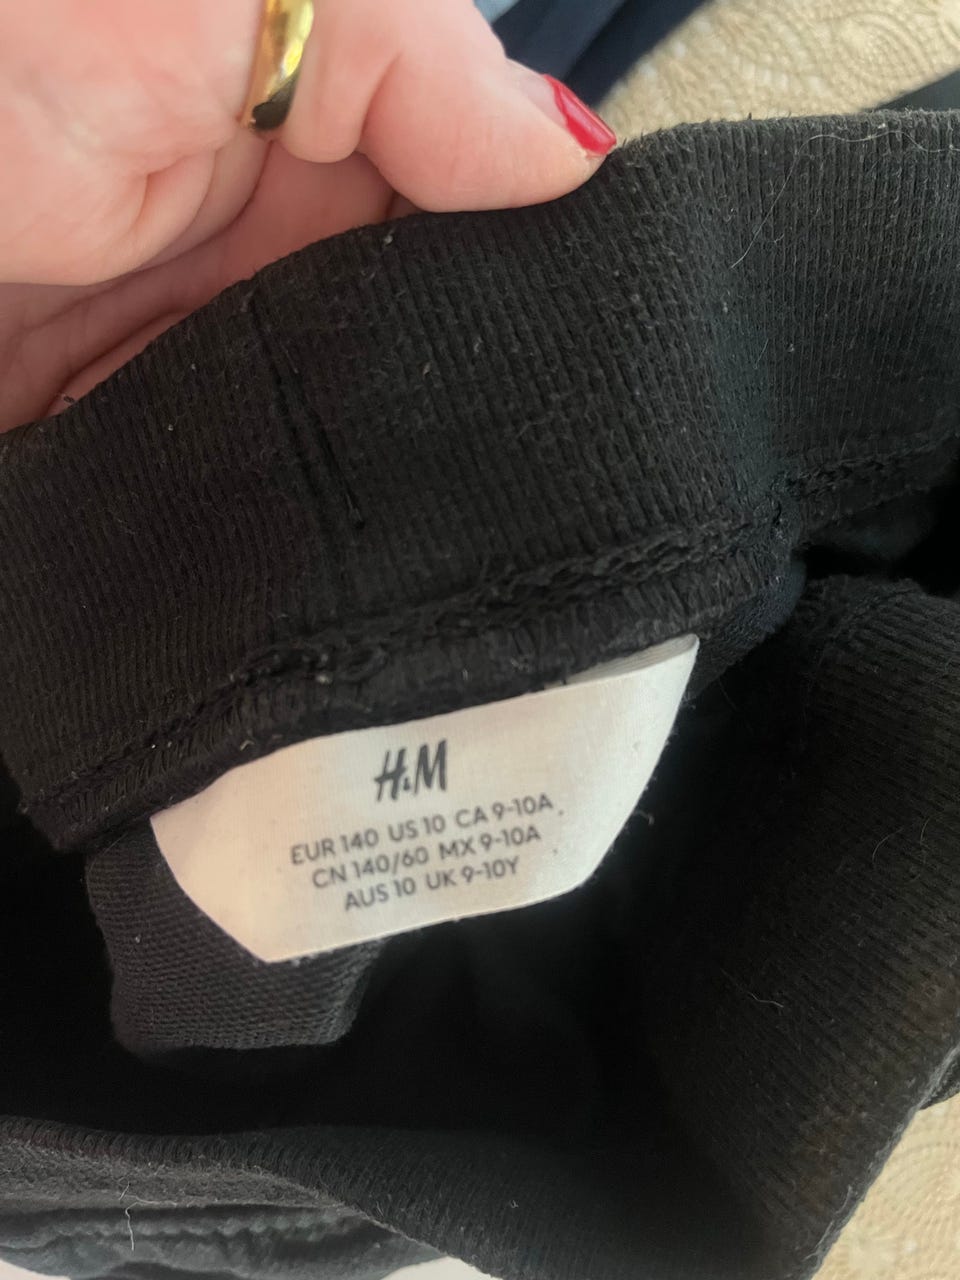 H&M
EUR 140 US 10 CA 9-10A
CN 140/60 MX 9-10A
AUS 10 UK 9-10Y